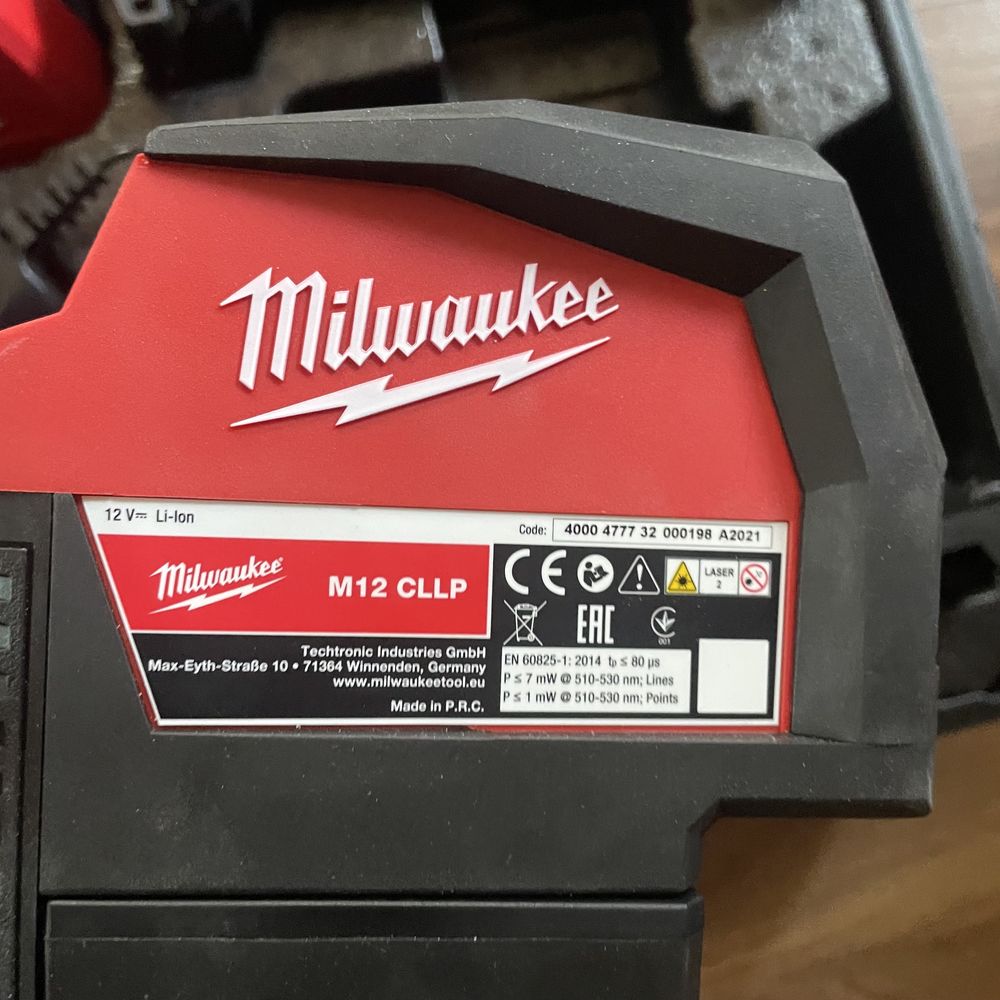 Milwaukee
12 V⎓ Li-Ion
Code: 4000 4777 32 000198 A2021
Milwaukee®
M12 CLLP
CE
LASER
2
EAC
001
Techtronic Industries GmbH
Max-Eyth-Straße 10 • 71364 Winnenden, Germany
www.milwaukeetool.eu
Made in P.R.C.
EN 60825-1: 2014 tp ≤ 80 µs
P ≤ 7 mW @ 510-530 nm; Lines
P ≤ 1 mW @ 510-530 nm; Points